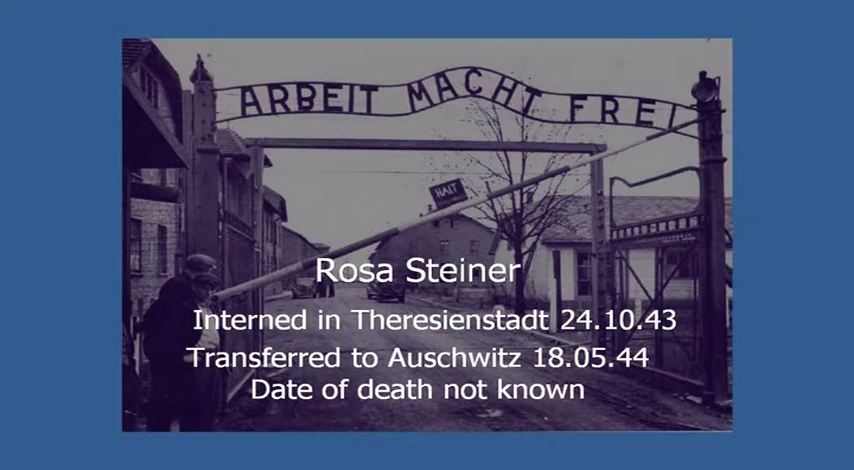 ARBEIT MACHT FREI
HALT
Rosa Steiner
Interned in Theresienstadt 24.10.43
Transferred to Auschwitz 18.05.44
Date of death not known